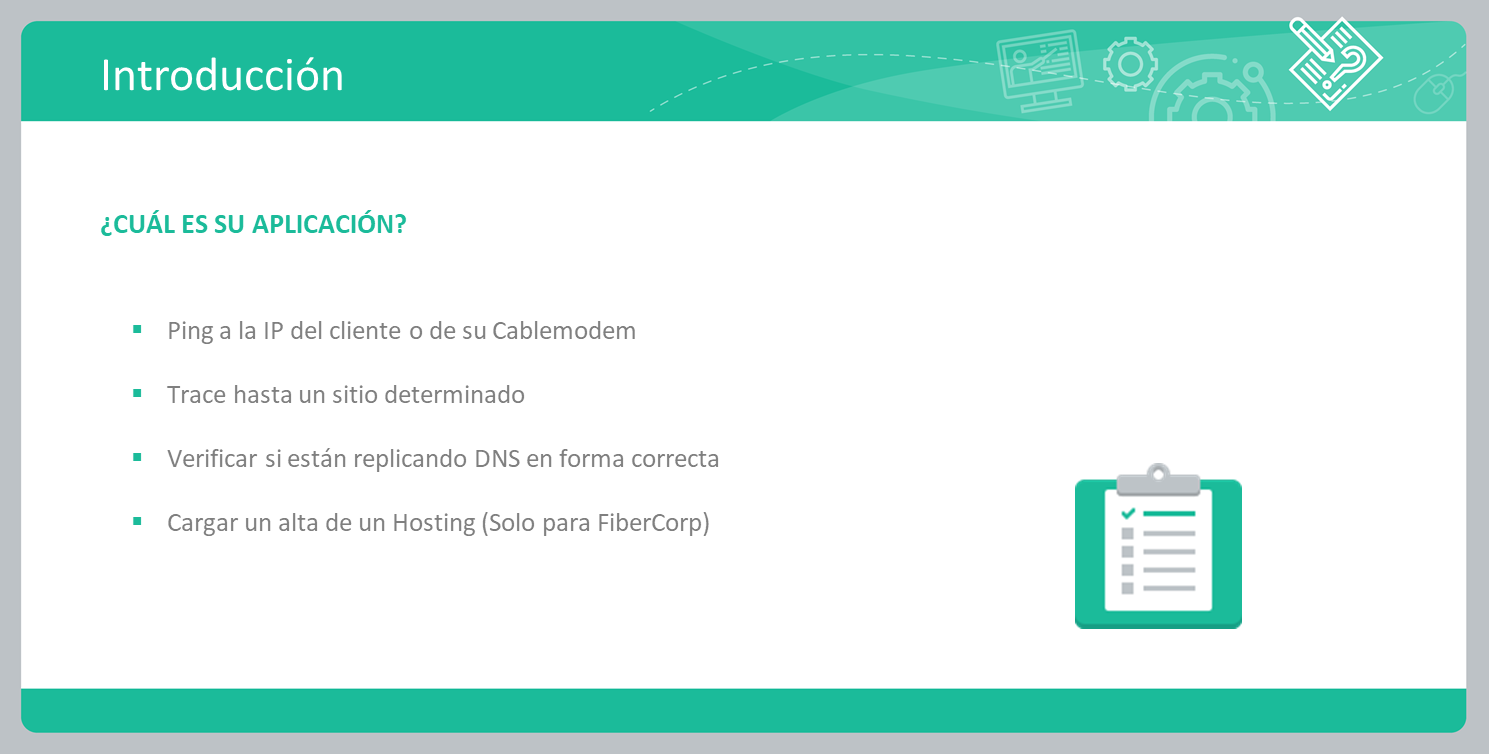 Introducción
¿CUÁL ES SU APLICACIÓN?
▪ Ping a la IP del cliente o de su Cablemodem
▪ Trace hasta un sitio determinado
▪ Verificar si están replicando DNS en forma correcta
▪ Cargar un alta de un Hosting (Solo para FiberCorp)